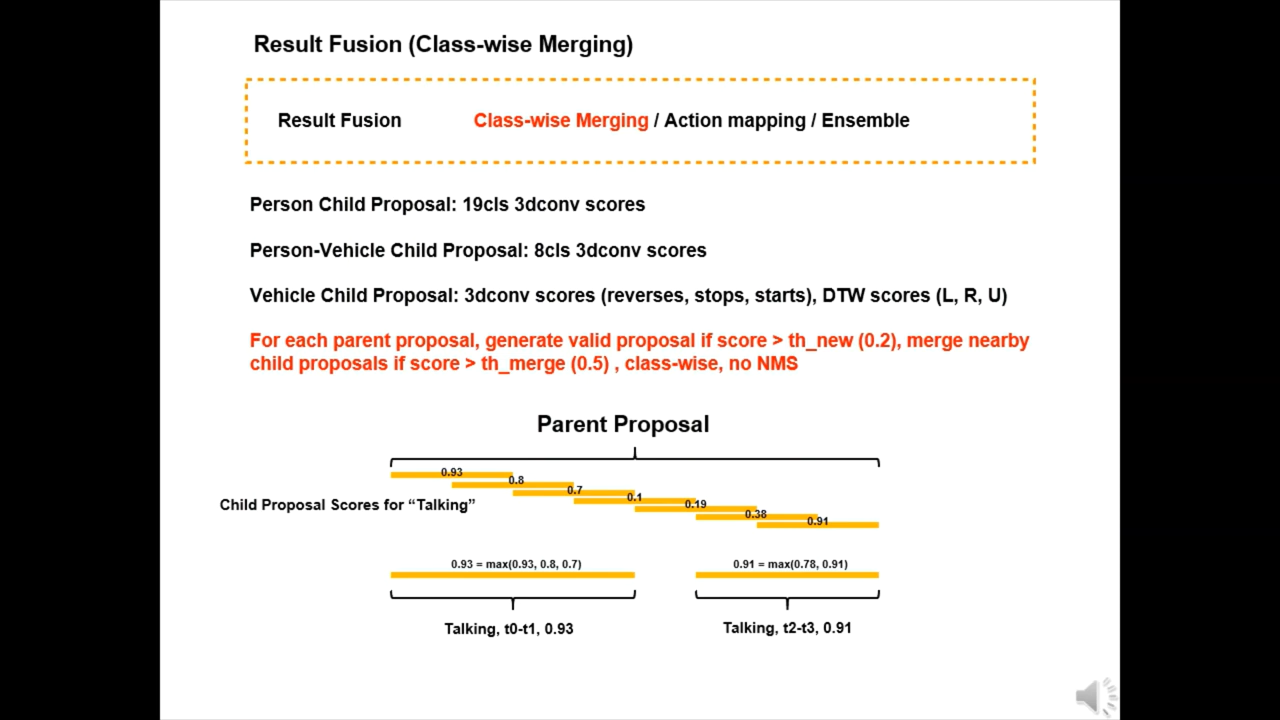 Result Fusion (Class-wise Merging)
Result Fusion Class-wise Merging / Action mapping / Ensemble
Person Child Proposal: 19cls 3dconv scores
Person-Vehicle Child Proposal: 8cls 3dconv scores
Vehicle Child Proposal: 3dconv scores (reverses, stops, starts), DTW scores (L, R, U)
For each parent proposal, generate valid proposal if score > th_new (0.2), merge nearby
child proposals if score > th_merge (0.5) , class-wise, no NMS
Parent Proposal
0.93
0.8
0.7
0.1
0.19
0.38
0.91
Child Proposal Scores for “Talking”
0.93 = max(0.93, 0.8, 0.7)
0.91 = max(0.78, 0.91)
Talking, t0-t1, 0.93
Talking, t2-t3, 0.91